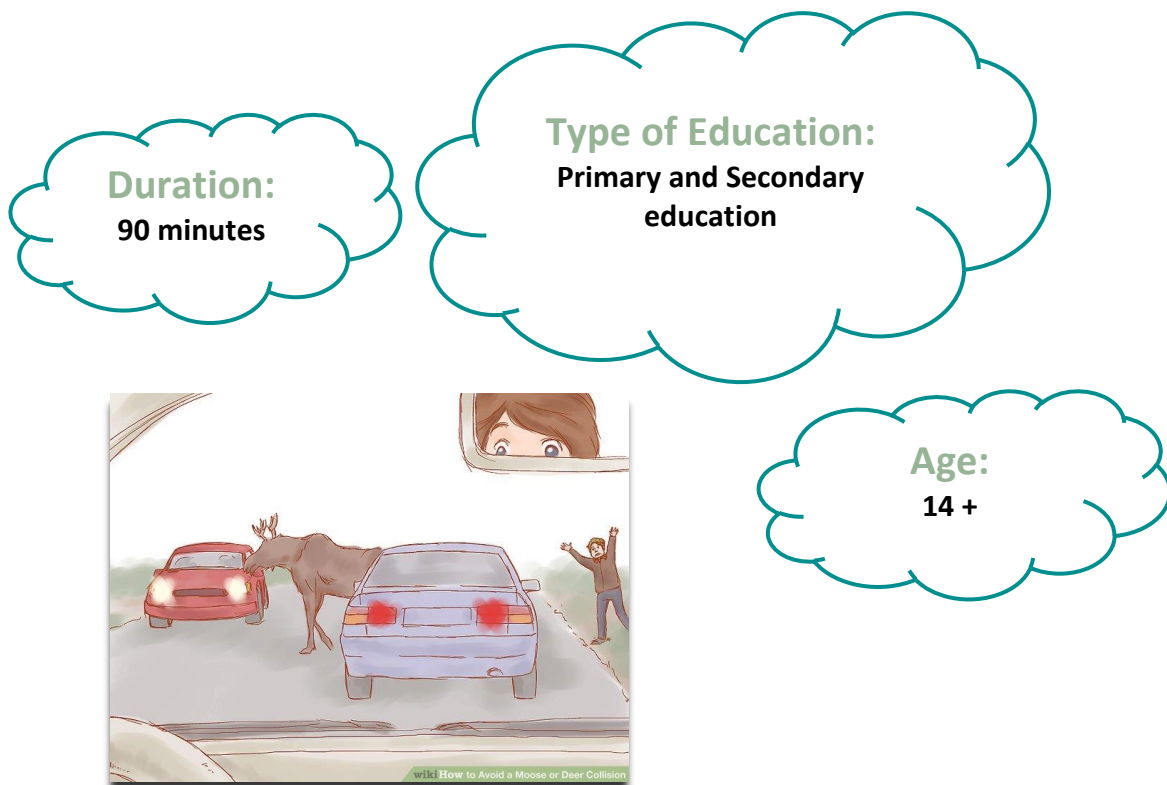 Type of Education:
Primary and Secondary
education
Duration:
90 minutes
Age:
14 +
wikiHow to Avoid a Moose or Deer Collision